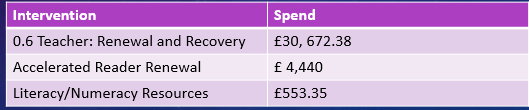 Intervention Spend
0.6 Teacher: Renewal and Recovery £30, 672.38
Accelerated Reader Renewal £ 4,440
Literacy/Numeracy Resources £553.35